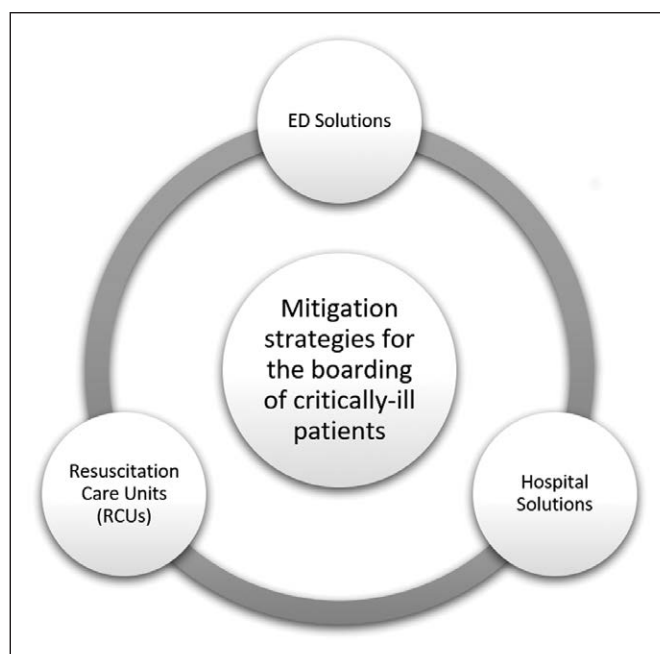 ED Solutions
Mitigation
strategies for
the boarding
of critically-ill
patients
Resuscitation
Care Units
(RCUs)
Hospital
Solutions